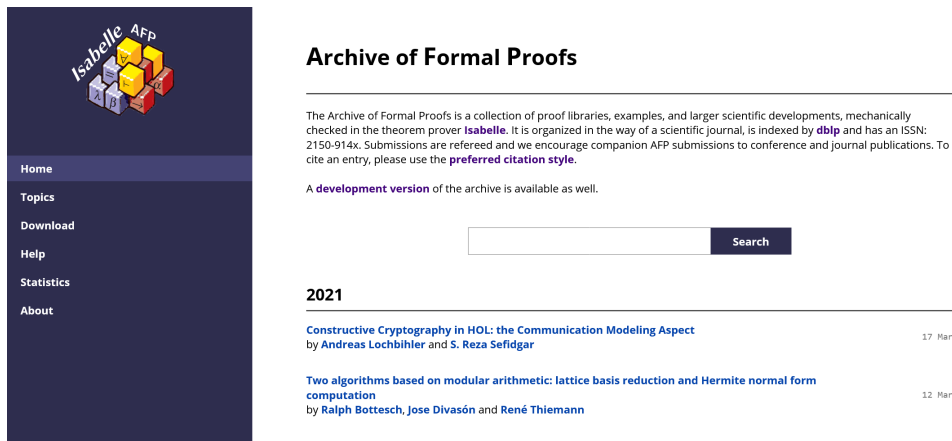 Isabelle AFP
∀
α
λ β
Home
Topics
Download
Help
Statistics
About
Archive of Formal Proofs
The Archive of Formal Proofs is a collection of proof libraries, examples, and larger scientific developments, mechanically
checked in the theorem prover Isabelle. It is organized in the way of a scientific journal, is indexed by dblp and has an ISSN:
2150-914x. Submissions are refereed and we encourage companion AFP submissions to conference and journal publications. To
cite an entry, please use the preferred citation style.
A development version of the archive is available as well.
Search
2021
Constructive Cryptography in HOL: the Communication Modeling Aspect
17 Mar
by Andreas Lochbihler and S. Reza Sefidgar
Two algorithms based on modular arithmetic: lattice basis reduction and Hermite normal form
computation
12 Mar
by Ralph Bottesch, Jose Divasón and René Thiemann